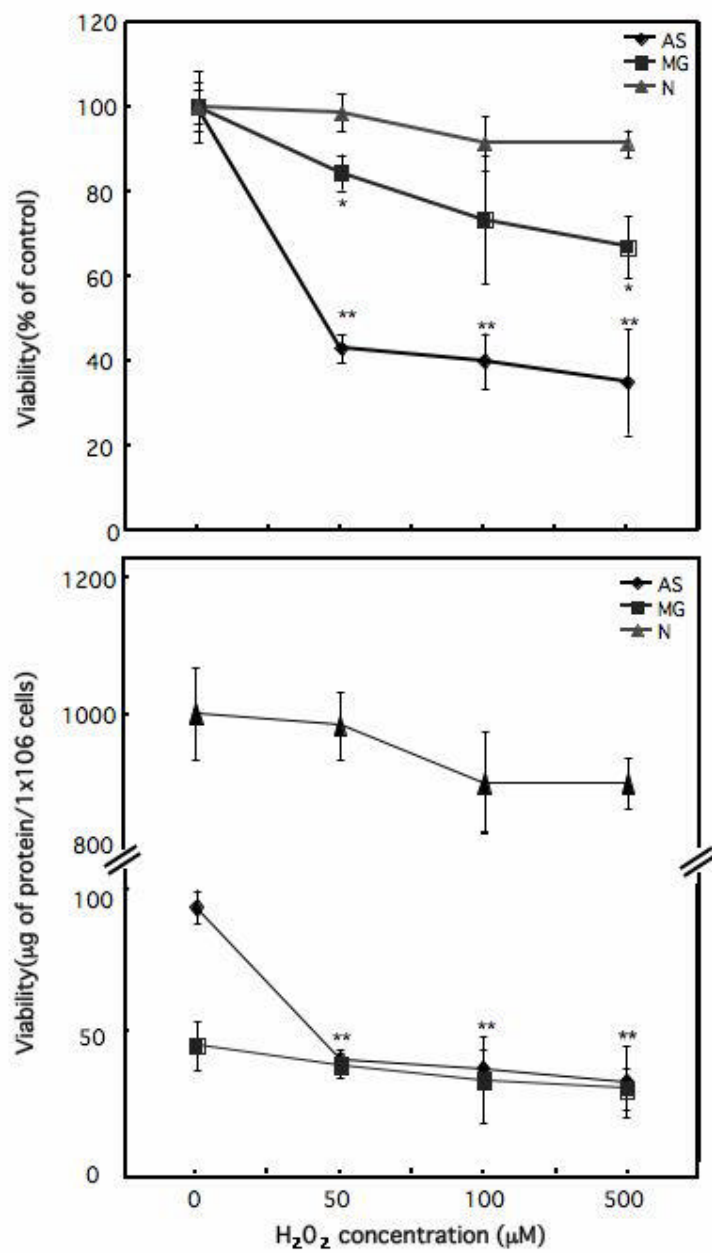 120
100
80
60
40
20
0
Viability(% of control)
AS
MG
N
*
*
**
**
**
1200
1000
800
100
50
0
Viability(μg of protein/1x106 cells)
AS
MG
N
**
**
**
0 50 100 500
H₂O₂ concentration (μM)